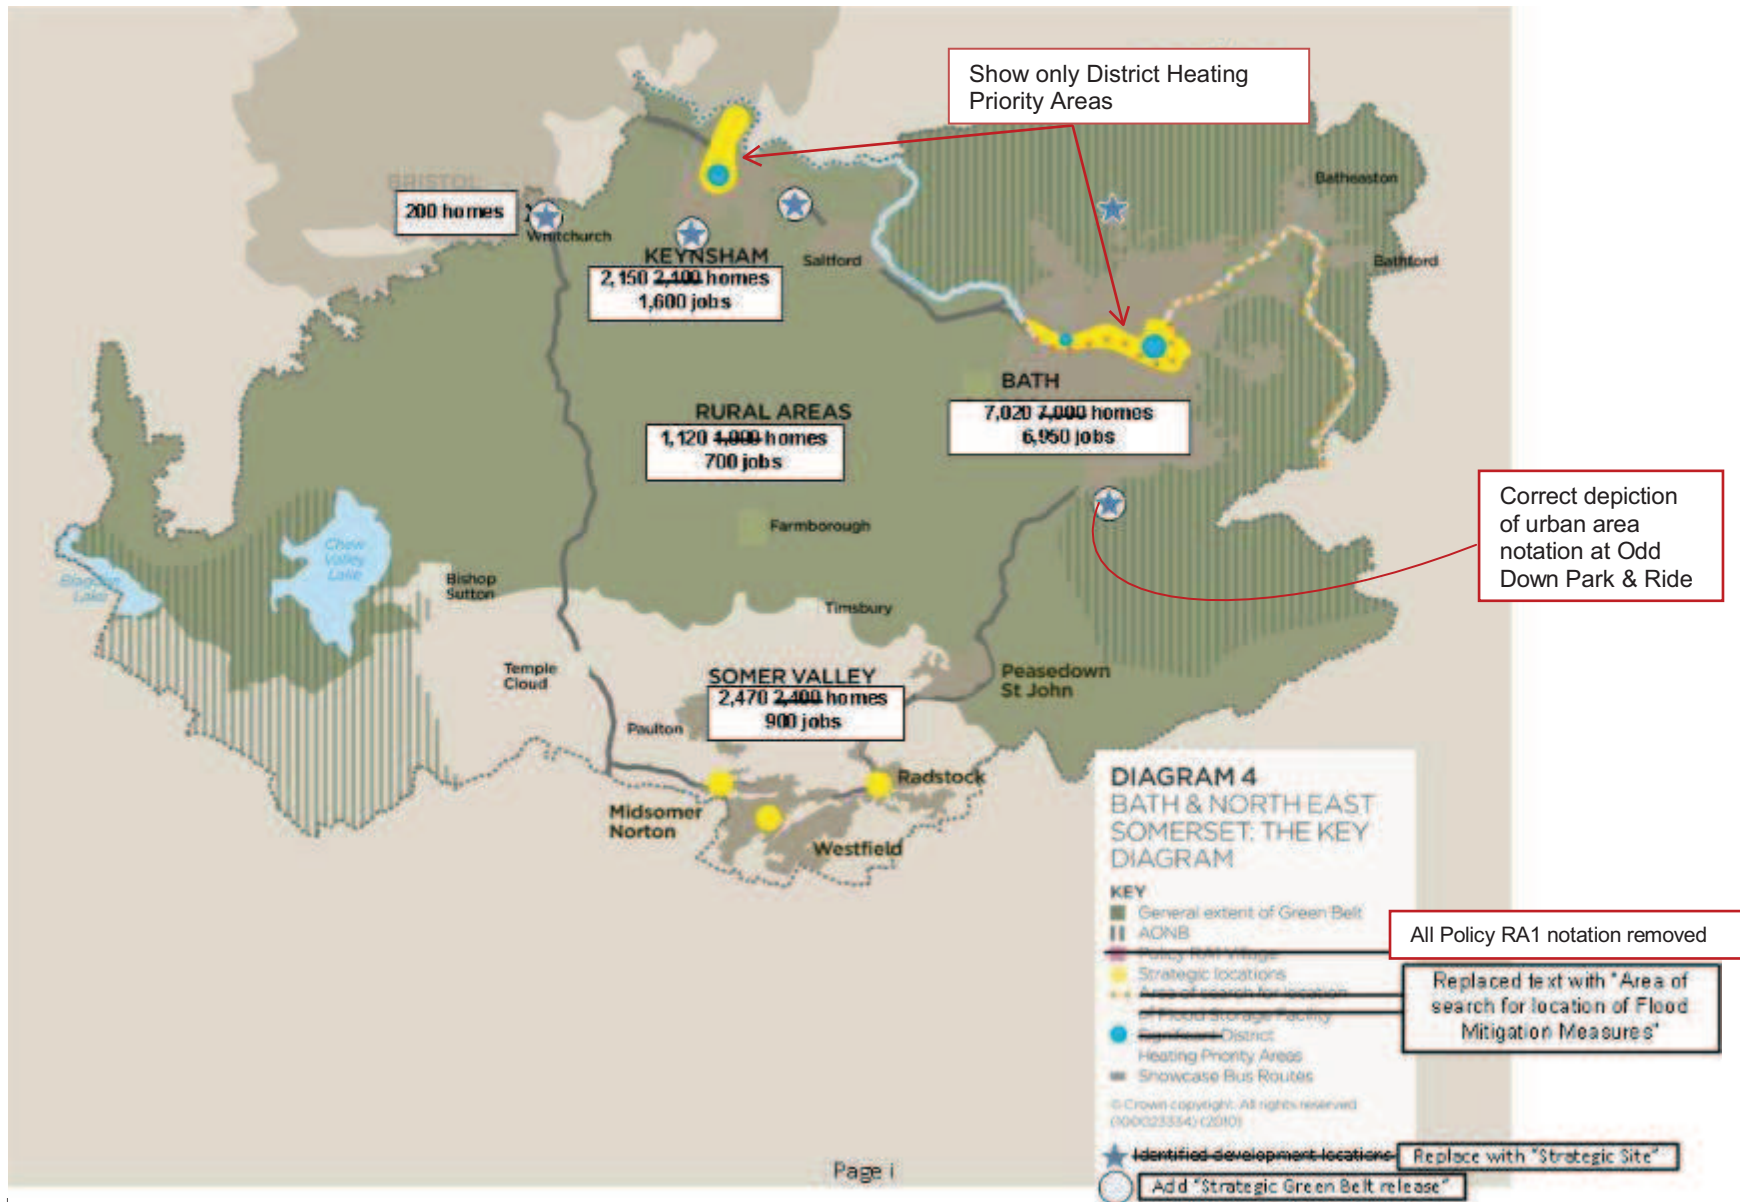 Show only District Heating
Priority Areas
BRISTOL
200 homes
Whitchurch
Batheaston
Bathford
KEYNSHAM
2,150 2,100 homes
1,600 jobs
Saltford
BATH
7,020 7,000 homes
6,950 jobs
RURAL AREAS
1,120 1,000 homes
700 jobs
Farmborough
Correct depiction
of urban area
notation at Odd
Down Park & Ride
Chew
Valley
Lake
Blagdon
Lake
Bishop
Sutton
Timsbury
Temple
Cloud
SOMER VALLEY
2,470 2,400 homes
900 jobs
Peasedown
St John
Paulton
Radstock
Midsomer
Norton
Westfield
DIAGRAM 4
BATH & NORTH EAST
SOMERSET: THE KEY
DIAGRAM
KEY
General extent of Green Belt
AONB
Policy RA1 Village
All Policy RA1 notation removed
Strategic locations
Area of search for location
of Flood Storage Facility
Replaced text with "Area of
search for location of Flood
Mitigation Measures"
Significant District
Heating Priority Areas
Showcase Bus Routes
© Crown copyright. All rights reserved
(100023334) (2010)
Identified development locations Replace with "Strategic Site"
Add "Strategic Green Belt release"
Page i